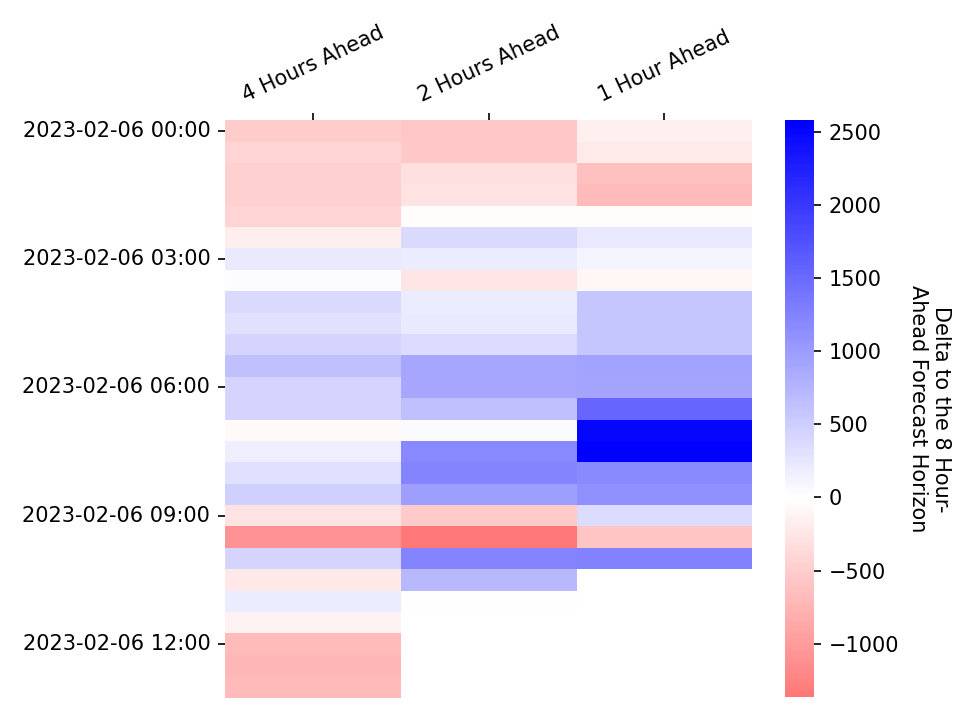 4 Hours Ahead
2 Hours Ahead
1 Hour Ahead
2023-02-06 00:00
2023-02-06 03:00
2023-02-06 06:00
2023-02-06 09:00
2023-02-06 12:00
2500
2000
1500
1000
500
0
−500
−1000
Delta to the 8 Hour-
Ahead Forecast Horizon